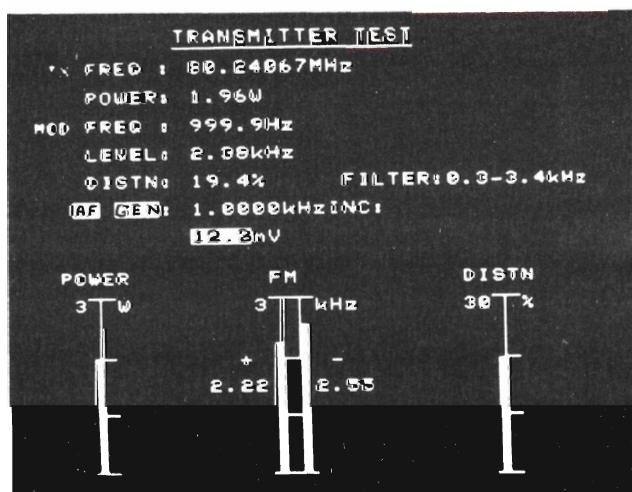 TRANSMITTER TEST
TX FREQ : 80.24067MHz
POWER: 1.96W
MOD FREQ : 999.9Hz
LEVEL: 2.38kHz
DISTN: 19.4% FILTER:0.3-3.4kHz
AF GEN: 1.0000kHz INC:
12.3mV
POWER FM DISTN
3 W 3 kHz 30 %
+ -
2.22 2.55